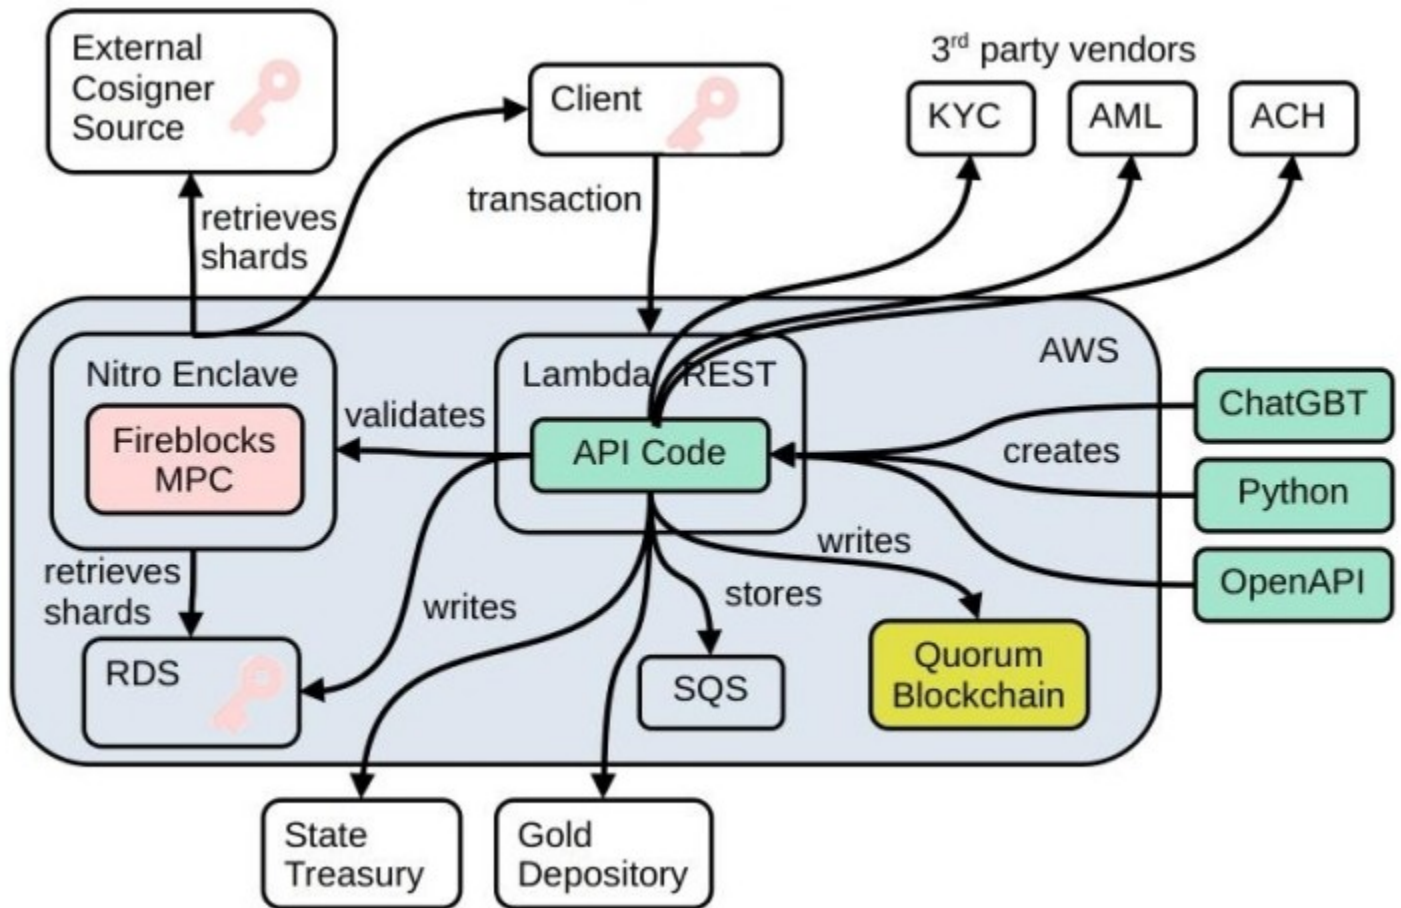 External
Cosigner
Source
Client
3rd party vendors
KYC
AML
ACH
transaction
retrieves
shards
AWS
Nitro Enclave
Lambda REST
Fireblocks
MPC
validates
API Code
creates
ChatGBT
Python
OpenAPI
retrieves
shards
writes
writes
stores
RDS
SQS
Quorum
Blockchain
State
Treasury
Gold
Depository